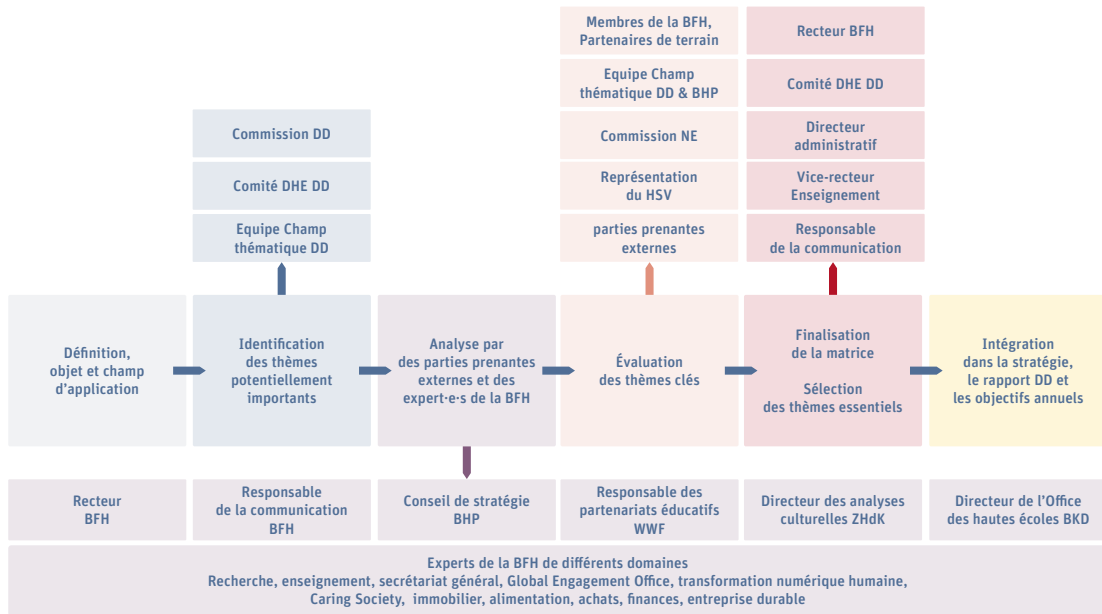 Membres de la BFH,
Partenaires de terrain
Recteur BFH
Equipe Champ
thématique DD & BHP
Comité DHE DD
Commission DD
Commission NE
Directeur
administratif
Comité DHE DD
Représentation
du HSV
Vice-recteur
Enseignement
Equipe Champ
thématique DD
parties prenantes
externes
Responsable
de la communication
Définition,
objet et champ
d’application
Identification
des thèmes
potentiellement
importants
Analyse par
des parties prenantes
externes et des
expert·e·s de la BFH
Évaluation
des thèmes clés
Finalisation
de la matrice
Sélection
des thèmes essentiels
Intégration
dans la stratégie,
le rapport DD et
les objectifs annuels
Recteur
BFH
Responsable
de la communication
BFH
Conseil de stratégie
BHP
Responsable des
partenariats éducatifs
WWF
Directeur des analyses
culturelles ZHdK
Directeur de l’Office
des hautes écoles BKD
Experts de la BFH de différents domaines
Recherche, enseignement, secrétariat général, Global Engagement Office, transformation numérique humaine,
Caring Society, immobilier, alimentation, achats, finances, entreprise durable